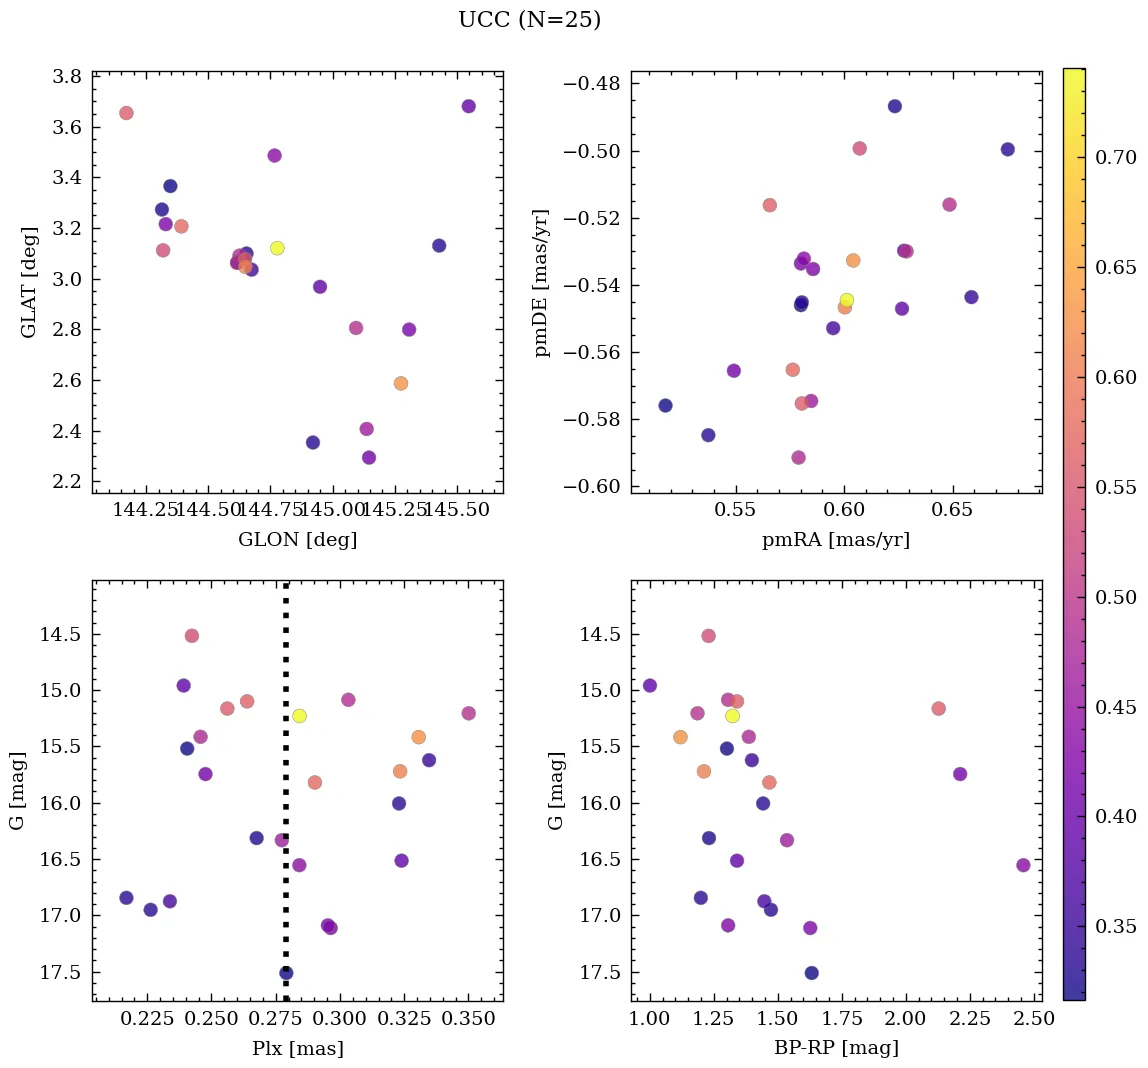 UCC (N=25)
3.8
3.6
3.4
3.2
3.0
2.8
2.6
2.4
2.2
GLAT [deg]
144.25 144.50 144.75 145.00 145.25 145.50
GLON [deg]
−0.48
−0.50
−0.52
−0.54
−0.56
−0.58
−0.60
pmDE [mas/yr]
0.55 0.60 0.65
pmRA [mas/yr]
14.5
15.0
15.5
16.0
16.5
17.0
17.5
G [mag]
0.225 0.250 0.275 0.300 0.325 0.350
Plx [mas]
14.5
15.0
15.5
16.0
16.5
17.0
17.5
G [mag]
1.00 1.25 1.50 1.75 2.00 2.25 2.50
BP-RP [mag]
0.70
0.65
0.60
0.55
0.50
0.45
0.40
0.35